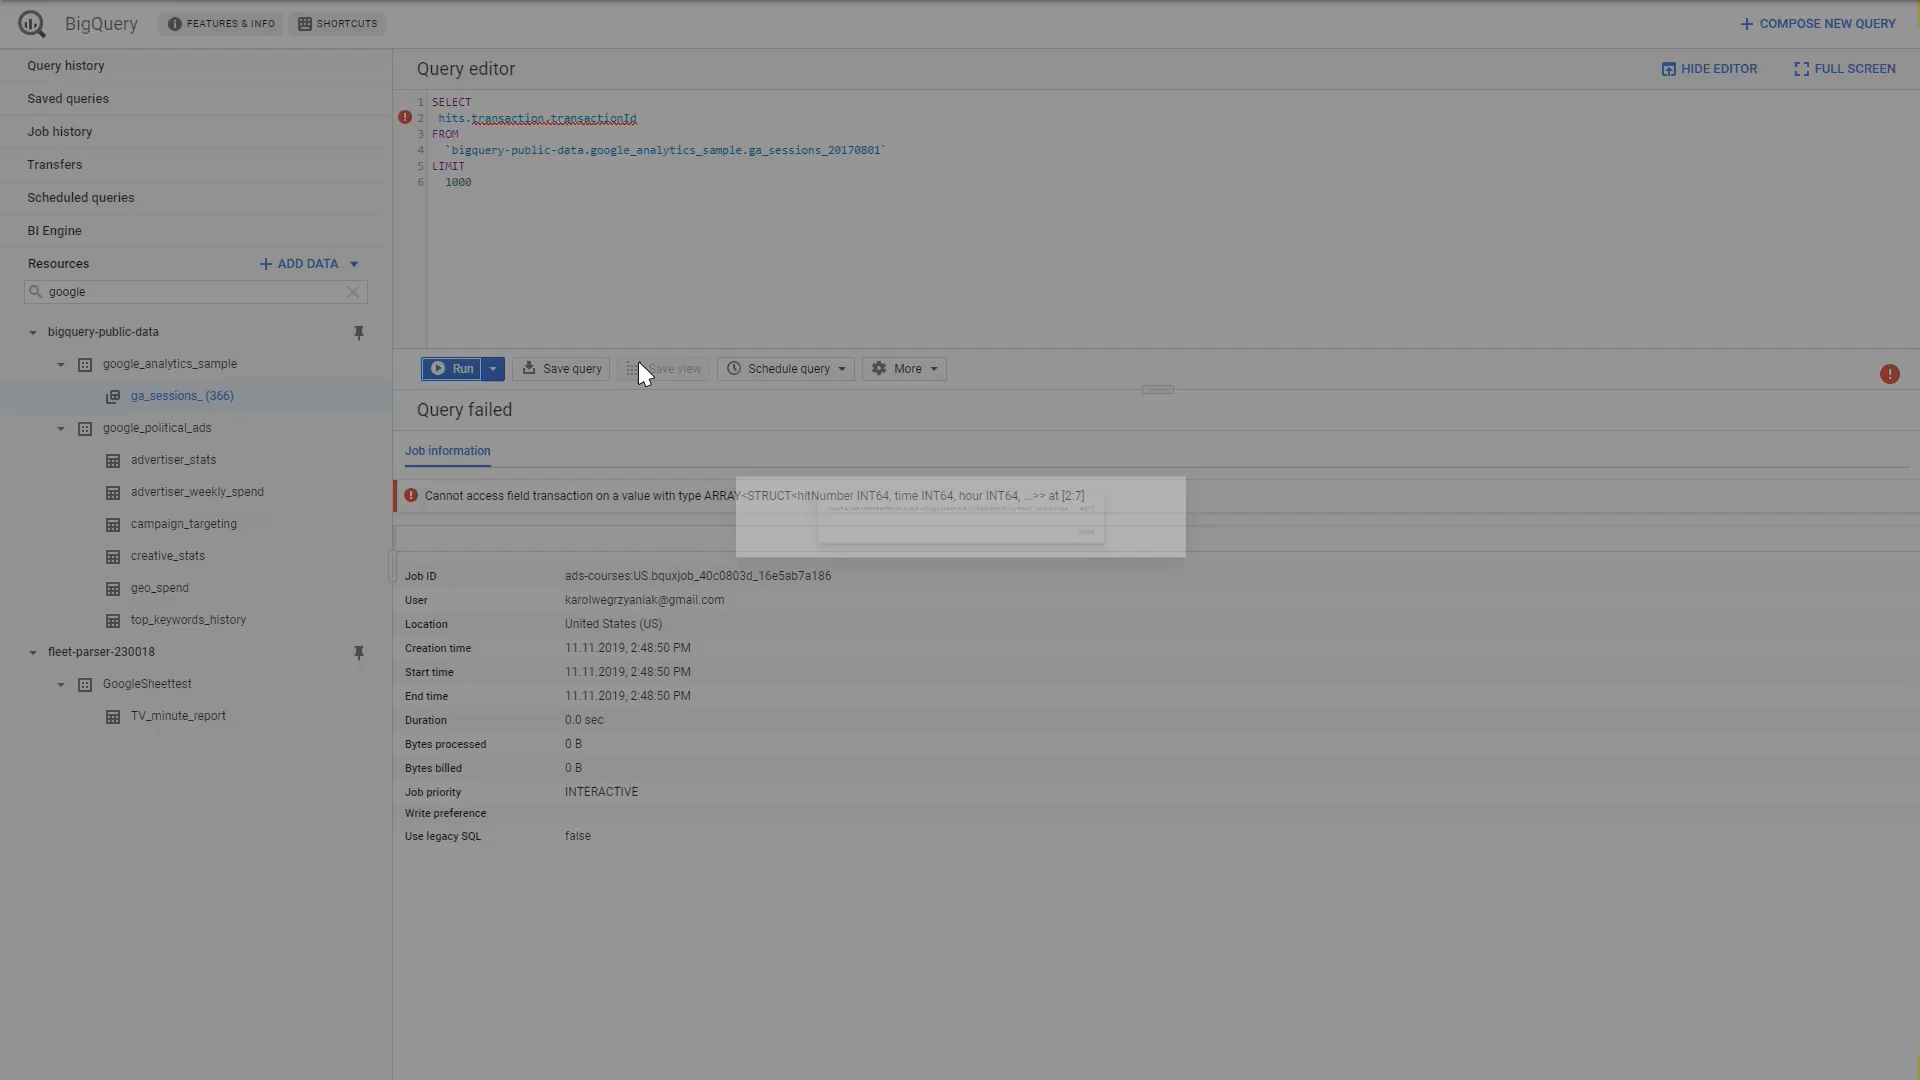 BigQuery
FEATURES & INFO
SHORTCUTS
COMPOSE NEW QUERY
Query history
Saved queries
Job history
Transfers
Scheduled queries
BI Engine
Resources
ADD DATA
google
bigquery-public-data
google_analytics_sample
ga_sessions_ (366)
google_political_ads
advertiser_stats
advertiser_weekly_spend
campaign_targeting
creative_stats
geo_spend
top_keywords_history
fleet-parser-230018
GoogleSheettest
TV_minute_report
Query editor
HIDE EDITOR
FULL SCREEN
1 SELECT
2 hits.transaction.transactionId
3 FROM
4 `bigquery-public-data.google_analytics_sample.ga_sessions_20170801`
5 LIMIT
6 1000
Run
Save query
Save view
Schedule query
More
Query failed
Job information
Cannot access field transaction on a value with type ARRAY<STRUCT<hitNumber INT64, time INT64, hour INT64, ...>> at [2:7]
Job ID ads-courses:US.bquxjob_40c0803d_16e5ab7a186
User karolwegrzyaniak@gmail.com
Location United States (US)
Creation time 11.11.2019, 2:48:50 PM
Start time 11.11.2019, 2:48:50 PM
End time 11.11.2019, 2:48:50 PM
Duration 0.0 sec
Bytes processed 0 B
Bytes billed 0 B
Job priority INTERACTIVE
Write preference
Use legacy SQL false